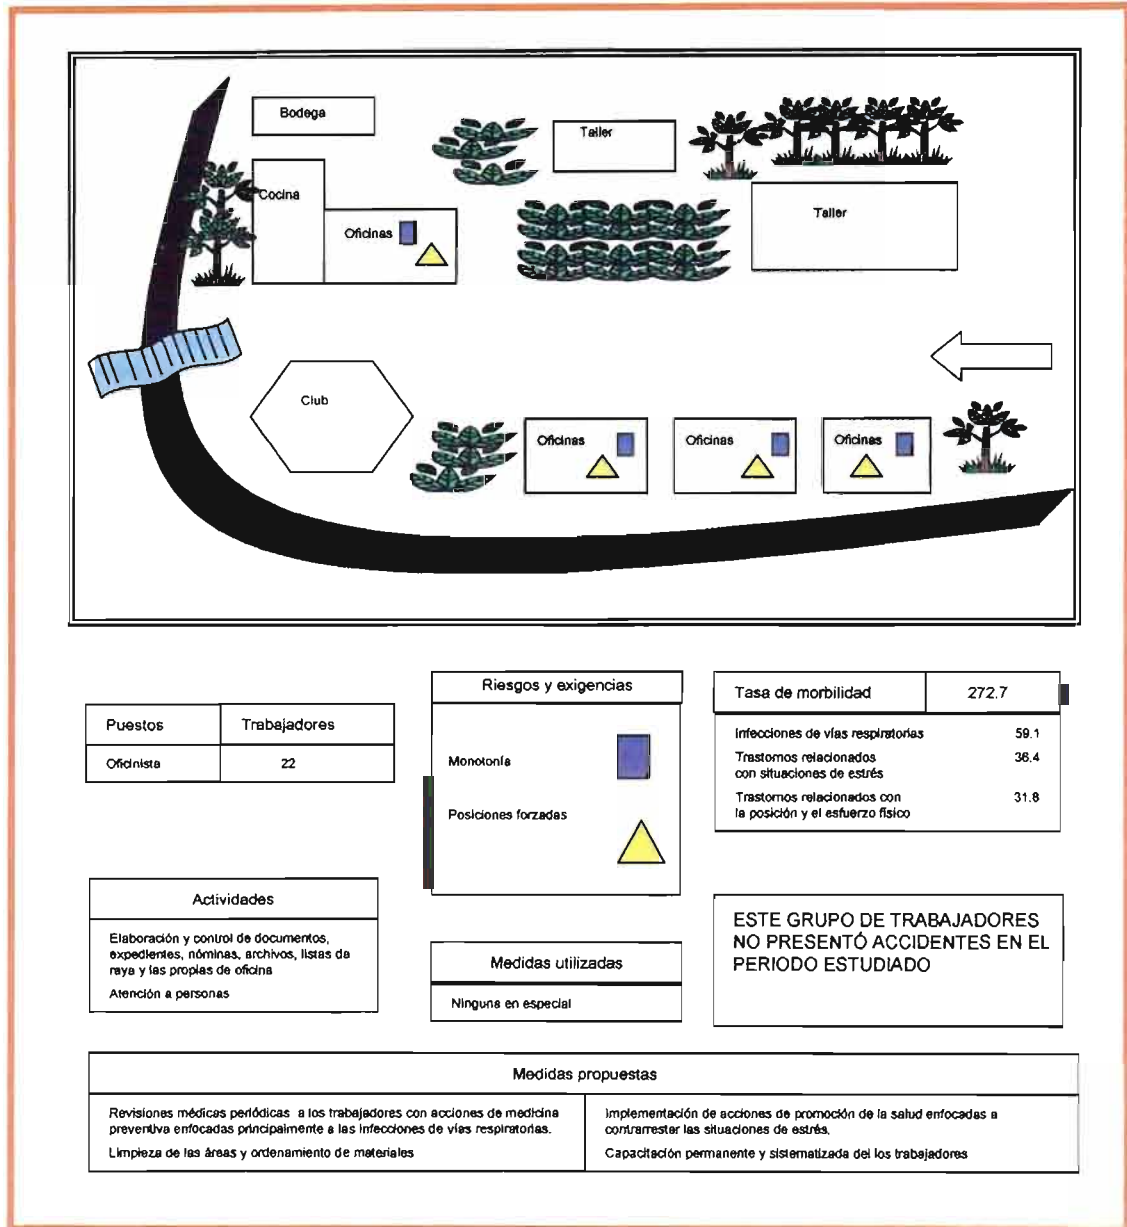 Bodega
Taller
Cocina
Taller
Oficinas
Club
Oficinas
Oficinas
Oficinas
Puestos
Trabajadores
Oficinista
22
Riesgos y exigencias
Monotonía
Posiciones forzadas
Tasa de morbilidad
272.7
Infecciones de vías respiratorias
59.1
Trastornos relacionados
con situaciones de estrés
36.4
Trastornos relacionados con
la posición y el esfuerzo físico
31.8
Actividades
Elaboración y control de documentos,
expedientes, nóminas, archivos, listas de
raya y las propias de oficina
Atención a personas
Medidas utilizadas
Ninguna en especial
ESTE GRUPO DE TRABAJADORES
NO PRESENTÓ ACCIDENTES EN EL
PERIODO ESTUDIADO
Medidas propuestas
Revisiones médicas periódicas a los trabajadores con acciones de medicina
preventiva enfocadas principalmente a las infecciones de vías respiratorias.
Limpieza de las áreas y ordenamiento de materiales
Implementación de acciones de promoción de la salud enfocadas a
contrarrestar las situaciones de estrés.
Capacitación permanente y sistematizada del los trabajadores